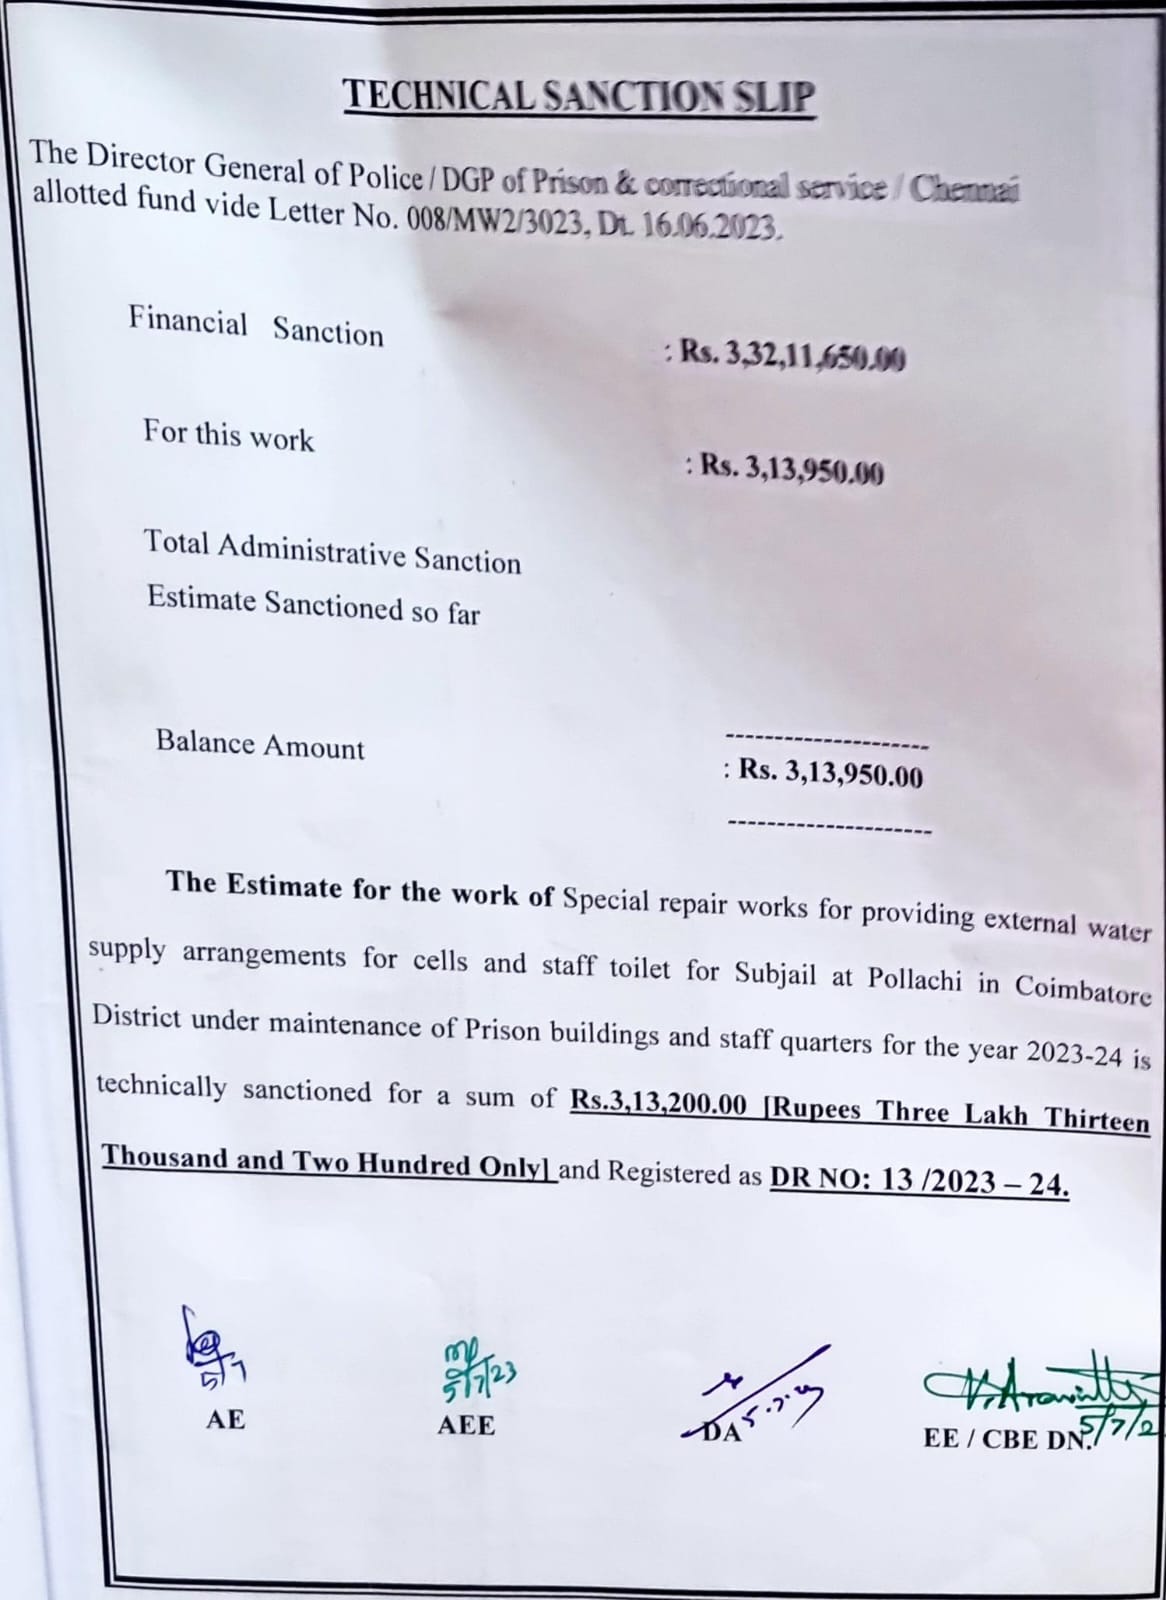 TECHNICAL SANCTION SLIP
The Director General of Police / DGP of Prison & correctional service / Chennai
allotted fund vide Letter No. 008/MW2/3023, Dt. 16.06.2023.
Financial Sanction : Rs. 3,32,11,650.00
For this work : Rs. 3,13,950.00
Total Administrative Sanction
Estimate Sanctioned so far
---------------------
Balance Amount : Rs. 3,13,950.00
---------------------
The Estimate for the work of Special repair works for providing external water
supply arrangements for cells and staff toilet for Subjail at Pollachi in Coimbatore
District under maintenance of Prison buildings and staff quarters for the year 2023-24 is
technically sanctioned for a sum of Rs.3,13,200.00 [Rupees Three Lakh Thirteen
Thousand and Two Hundred Only] and Registered as DR NO: 13 /2023 – 24.
5/7 5/7/23 5.7.23 5/7/2
AE AEE DA EE / CBE DN.